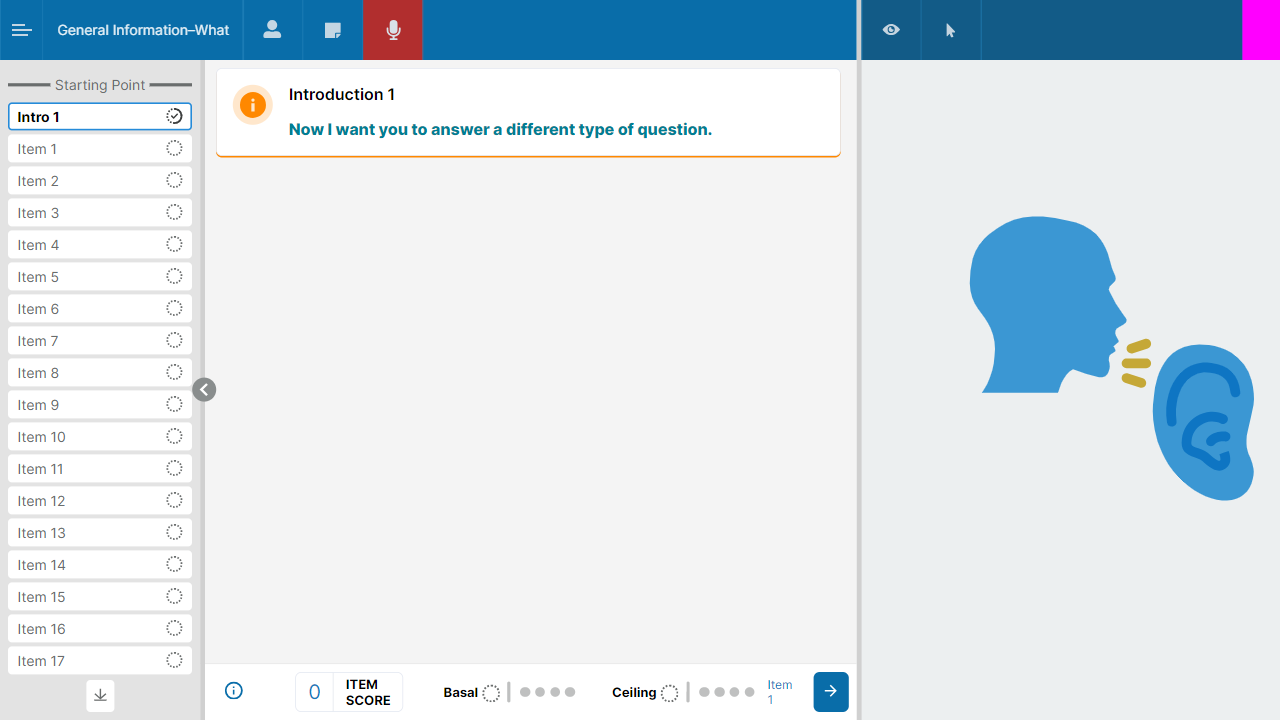 General Information–What
Starting Point
Intro 1
Item 1
Item 2
Item 3
Item 4
Item 5
Item 6
Item 7
Item 8
Item 9
Item 10
Item 11
Item 12
Item 13
Item 14
Item 15
Item 16
Item 17
Introduction 1
Now I want you to answer a different type of question.
0
ITEM
SCORE
Basal
Ceiling
Item
1